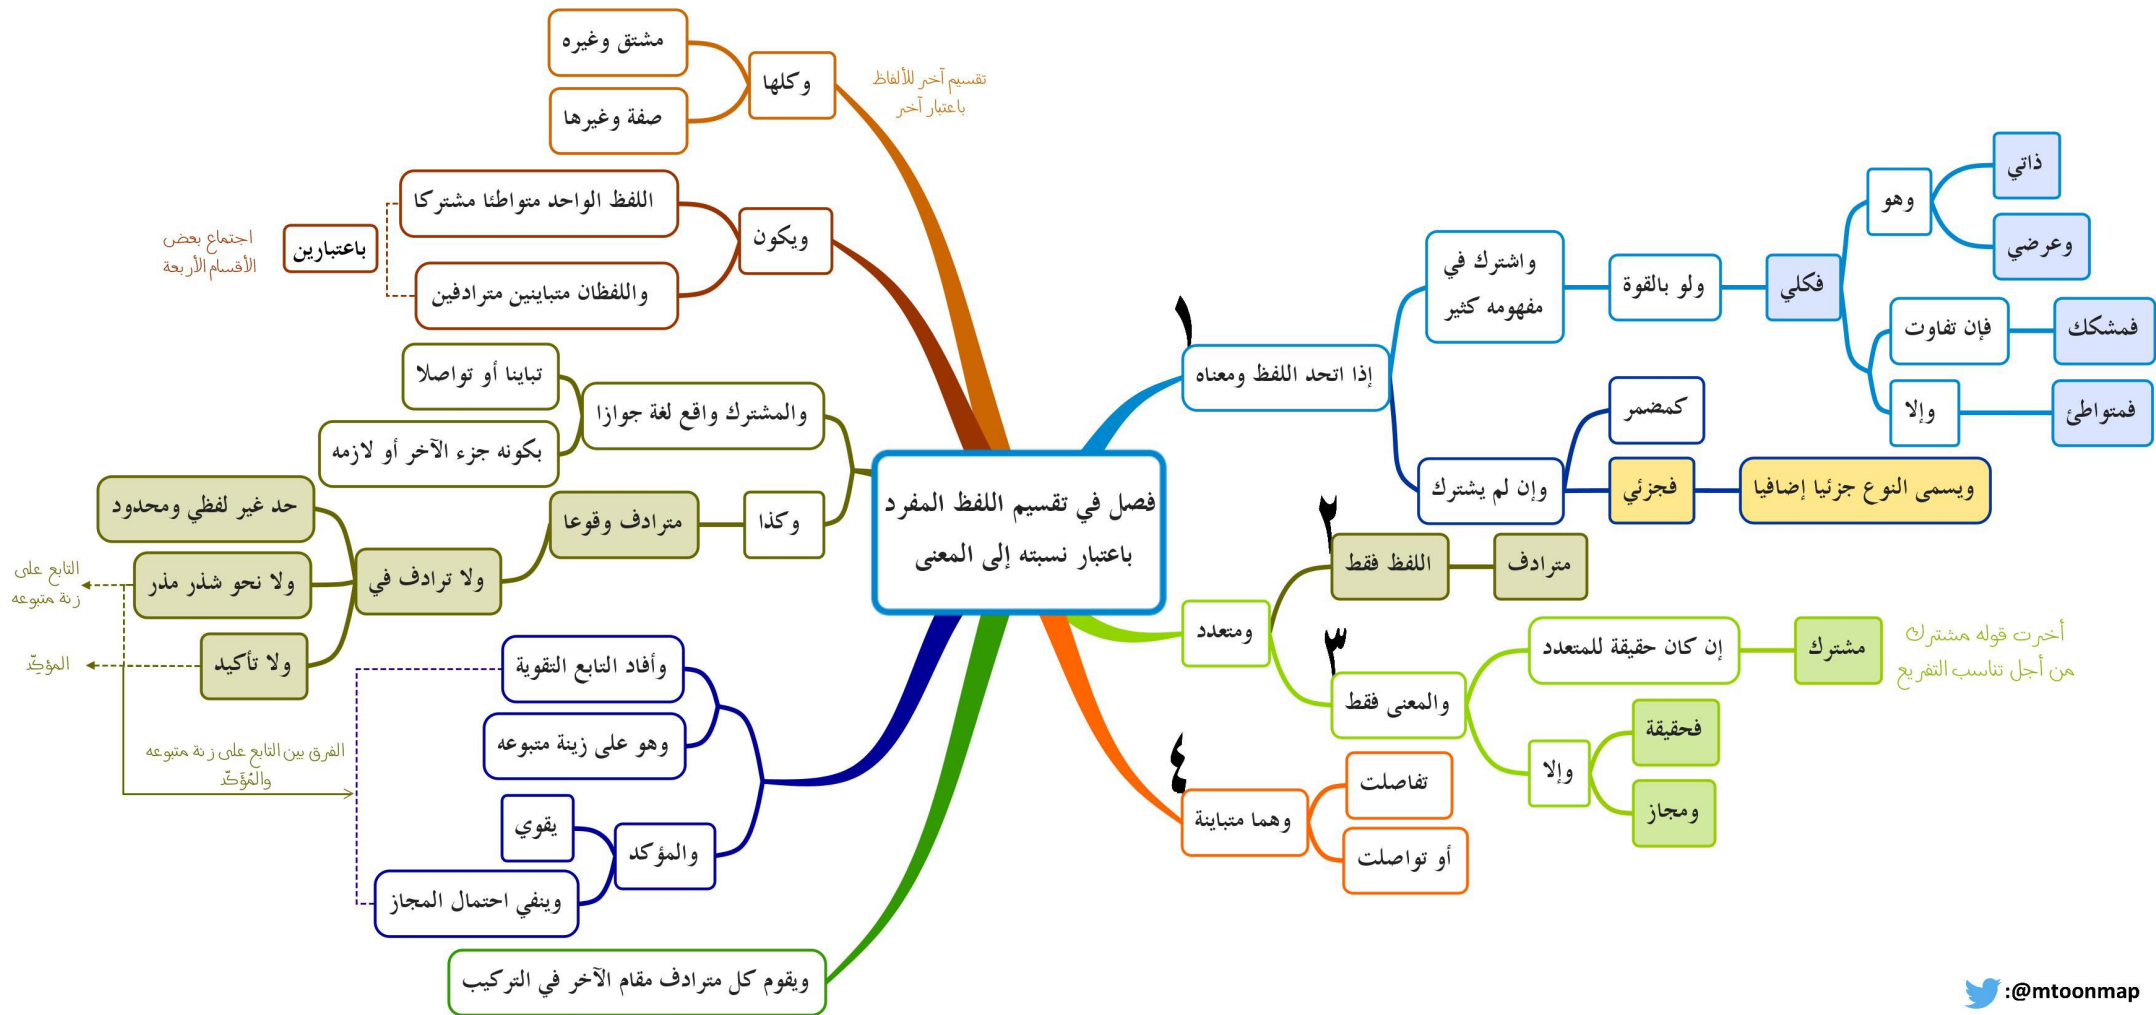 فصل في تقسيم اللفظ المفرد
باعتبار نسبته إلى المعنى
١
إذا اتحد اللفظ ومعناه
واشترك في
مفهومه كثير
ولو بالقوة
فكلي
وهو
ذاتي
وعرضي
فإن تفاوت
فمشكك
وإلا
فمتواطئ
وإن لم يشترك
كمضمر
فجزئي
ويسمى النوع جزئيا إضافيا
ومتعدد
٢
اللفظ فقط
مترادف
٣
والمعنى فقط
إن كان حقيقة للمتعدد
مشترك
أخرت قوله مشترك
من أجل تناسب التفريع
وإلا
فحقيقة
ومجاز
٤
وهما متباينة
تفاصلت
أو تواصلت
وكلها
مشتق وغيره
صفة وغيرها
تقسيم آخر للألفاظ
باعتبار آخر
ويكون
اللفظ الواحد متواطئا مشتركا
واللفظان متباينين مترادفين
باعتبارين
اجتماع بعض
الأقسام الأربعة
والمشترك واقع لغة جوازا
تباينا أو تواصلا
بكونه جزء الآخر أو لازمه
وكذا
مترادف وقوعا
ولا ترادف في
حد غير لفظي ومحدود
ولا نحو شذر مذر
التابع على
زنة متبوعه
ولا تأكيد
المؤكِّد
وأفاد التابع التقوية
وهو على زينة متبوعه
والمؤكد
يقوي
وينفي احتمال المجاز
الفرق بين التابع على زنة متبوعه
والمُؤَكِّد
ويقوم كل مترادف مقام الآخر في التركيب
:@mtoonmap